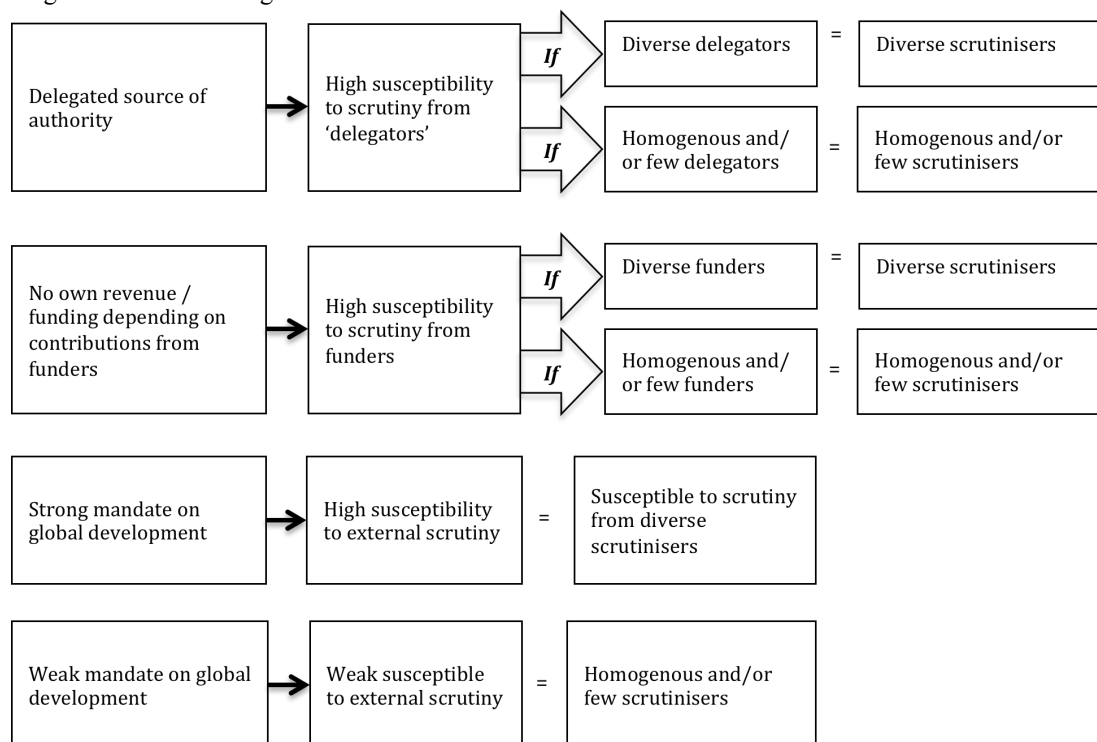 Delegated source of
authority
High susceptibility
to scrutiny from
‘delegators’
If
Diverse delegators
=
Diverse scrutinisers
If
Homogenous and/
or few delegators
=
Homogenous and/or
few scrutinisers
No own revenue /
funding depending on
contributions from
funders
High susceptibility
to scrutiny from
funders
If
Diverse funders
=
Diverse scrutinisers
If
Homogenous and/
or few funders
=
Homogenous and/or
few scrutinisers
Strong mandate on
global development
High susceptibility
to external scrutiny
=
Susceptible to scrutiny
from diverse
scrutinisers
Weak mandate on global
development
Weak susceptible
to external scrutiny
=
Homogenous and/or
few scrutinisers